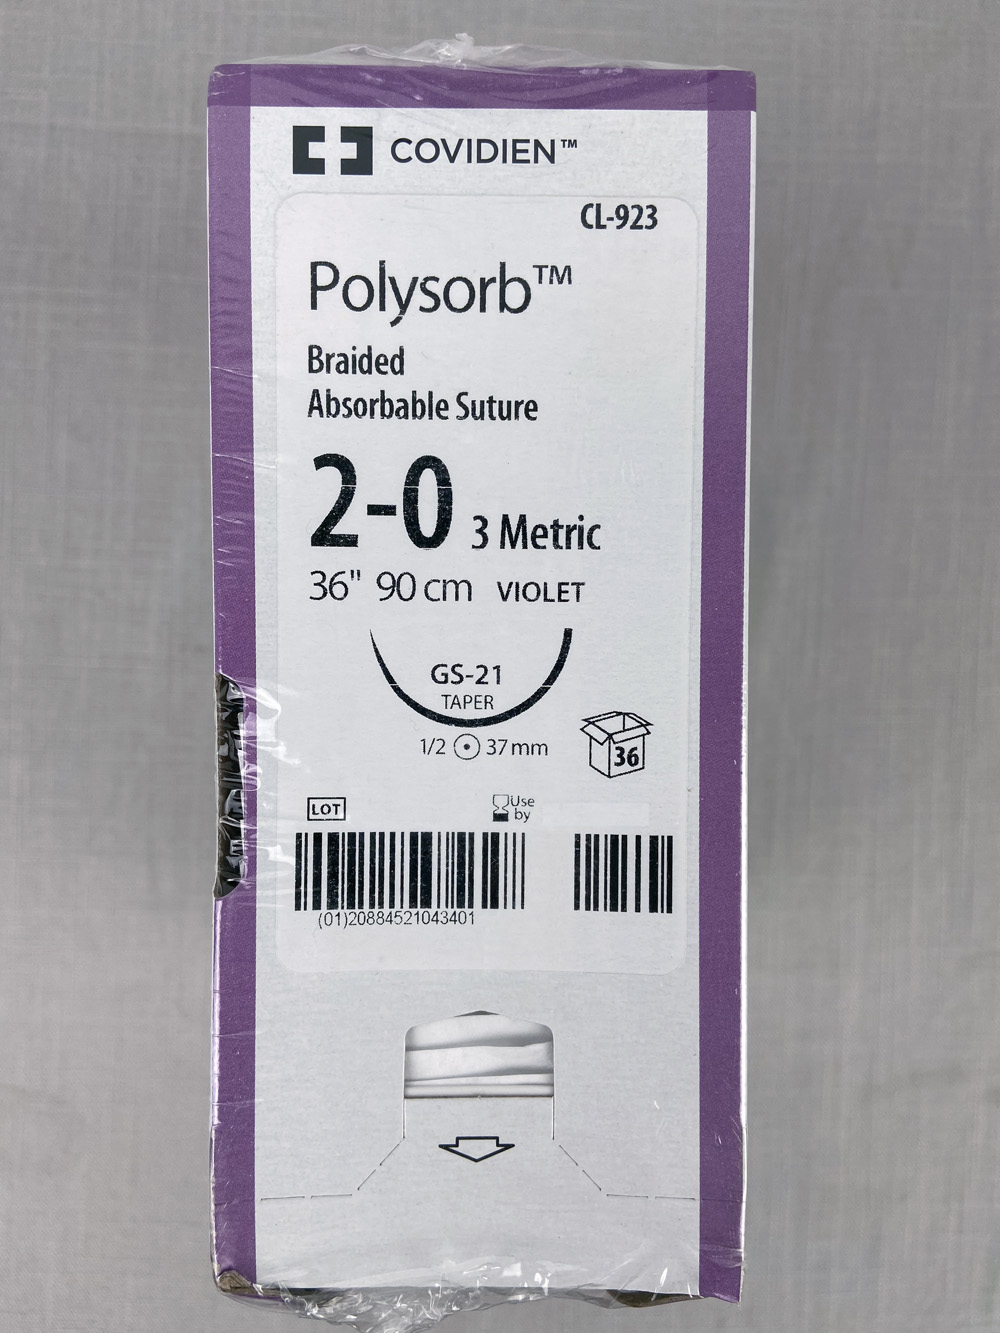 COVIDIEN™
CL-923
Polysorb™
Braided
Absorbable Suture
2-0 3 Metric
36" 90 cm VIOLET
GS-21
TAPER
1/2 37 mm
36
LOT
Use
by
(01)20884521043401